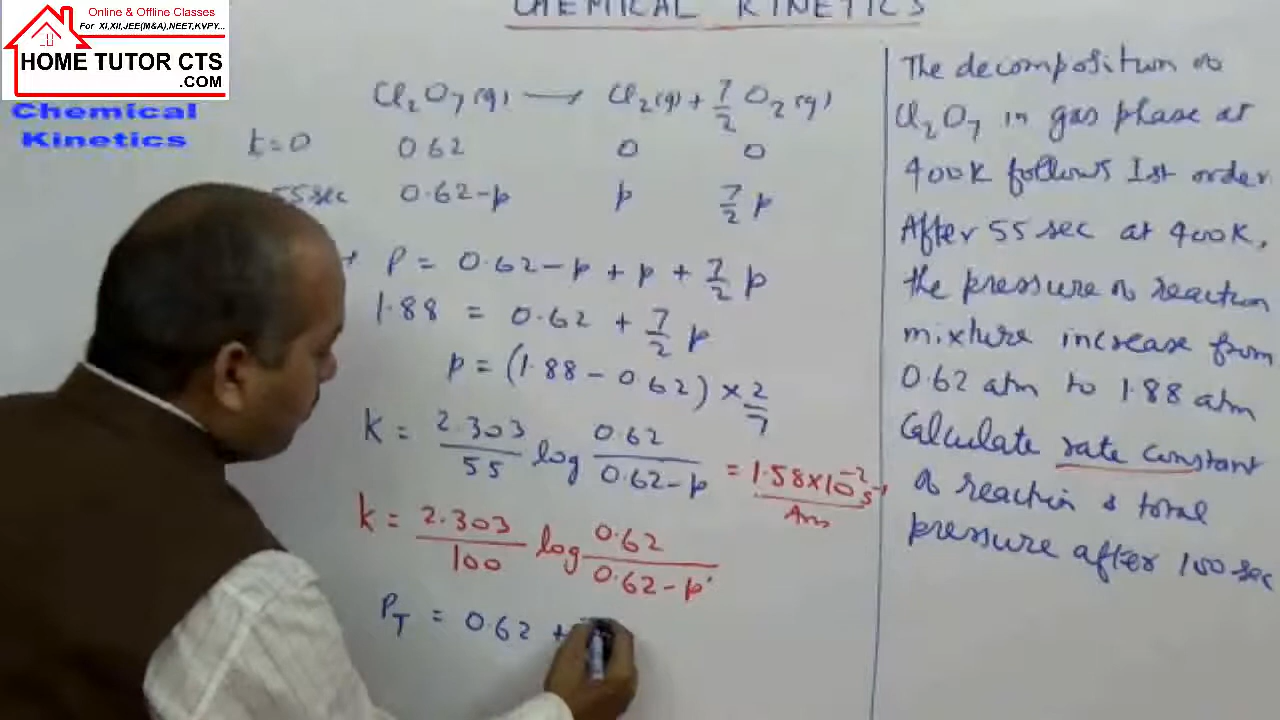 CHEMICAL KINETICS
Online & Offline Classes
For XI,XII,JEE(M&A),NEET,KVPY...
HOME TUTOR CTS
.COM
Chemical
Kinetics
Cl₂O₇(g) → Cl₂(g) + 7/2 O₂(g)
t=0 0.62 0 0
55sec 0.62-p p 7/2 p
P = 0.62-p + p + 7/2 p
1.88 = 0.62 + 7/2 p
p = (1.88 - 0.62) × 2/7
k = 2.303/55 log 0.62/0.62-p = 1.58×10⁻² s⁻¹
Ans
k = 2.303/100 log 0.62/0.62-p'
P_T = 0.62 +
The decomposition of
Cl₂O₇ in gas phase at
400K follows 1st order
After 55 sec at 400K,
the pressure of reaction
mixture increase from
0.62 atm to 1.88 atm
Calculate rate constant
of reaction & total
pressure after 100 sec